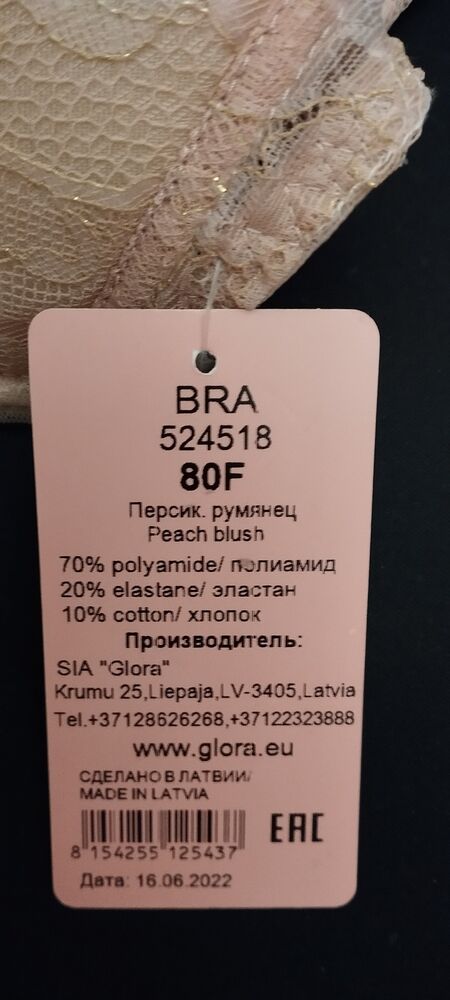 BRA
524518
80F
Персик. румянец
Peach blush
70% polyamide/ полиамид
20% elastane/ эластан
10% cotton/ хлопок
Производитель:
SIA "Glora"
Krumu 25,Liepaja,LV-3405,Latvia
Tel.+37128626268,+37122323888
www.glora.eu
СДЕЛАНО В ЛАТВИИ/
MADE IN LATVIA
EAC
8 154255 125437
Дата: 16.06.2022